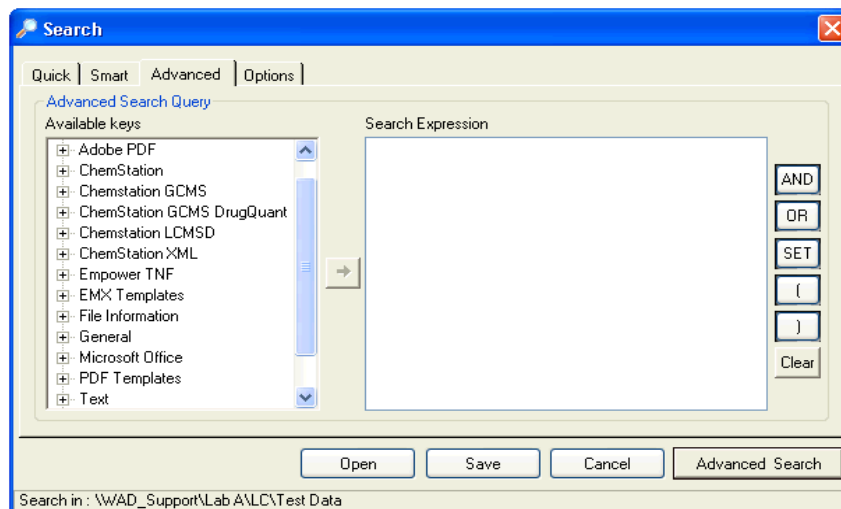 Search
Quick Smart Advanced Options
Advanced Search Query
Available keys
Search Expression
Adobe PDF
ChemStation
Chemstation GCMS
ChemStation GCMS DrugQuant
Chemstation LCMSD
ChemStation XML
Empower TNF
EMX Templates
File Information
General
Microsoft Office
PDF Templates
Text
AND
OR
SET
(
)
Clear
Open Save Cancel Advanced Search
Search in : \WAD_Support\Lab A\LC\Test Data